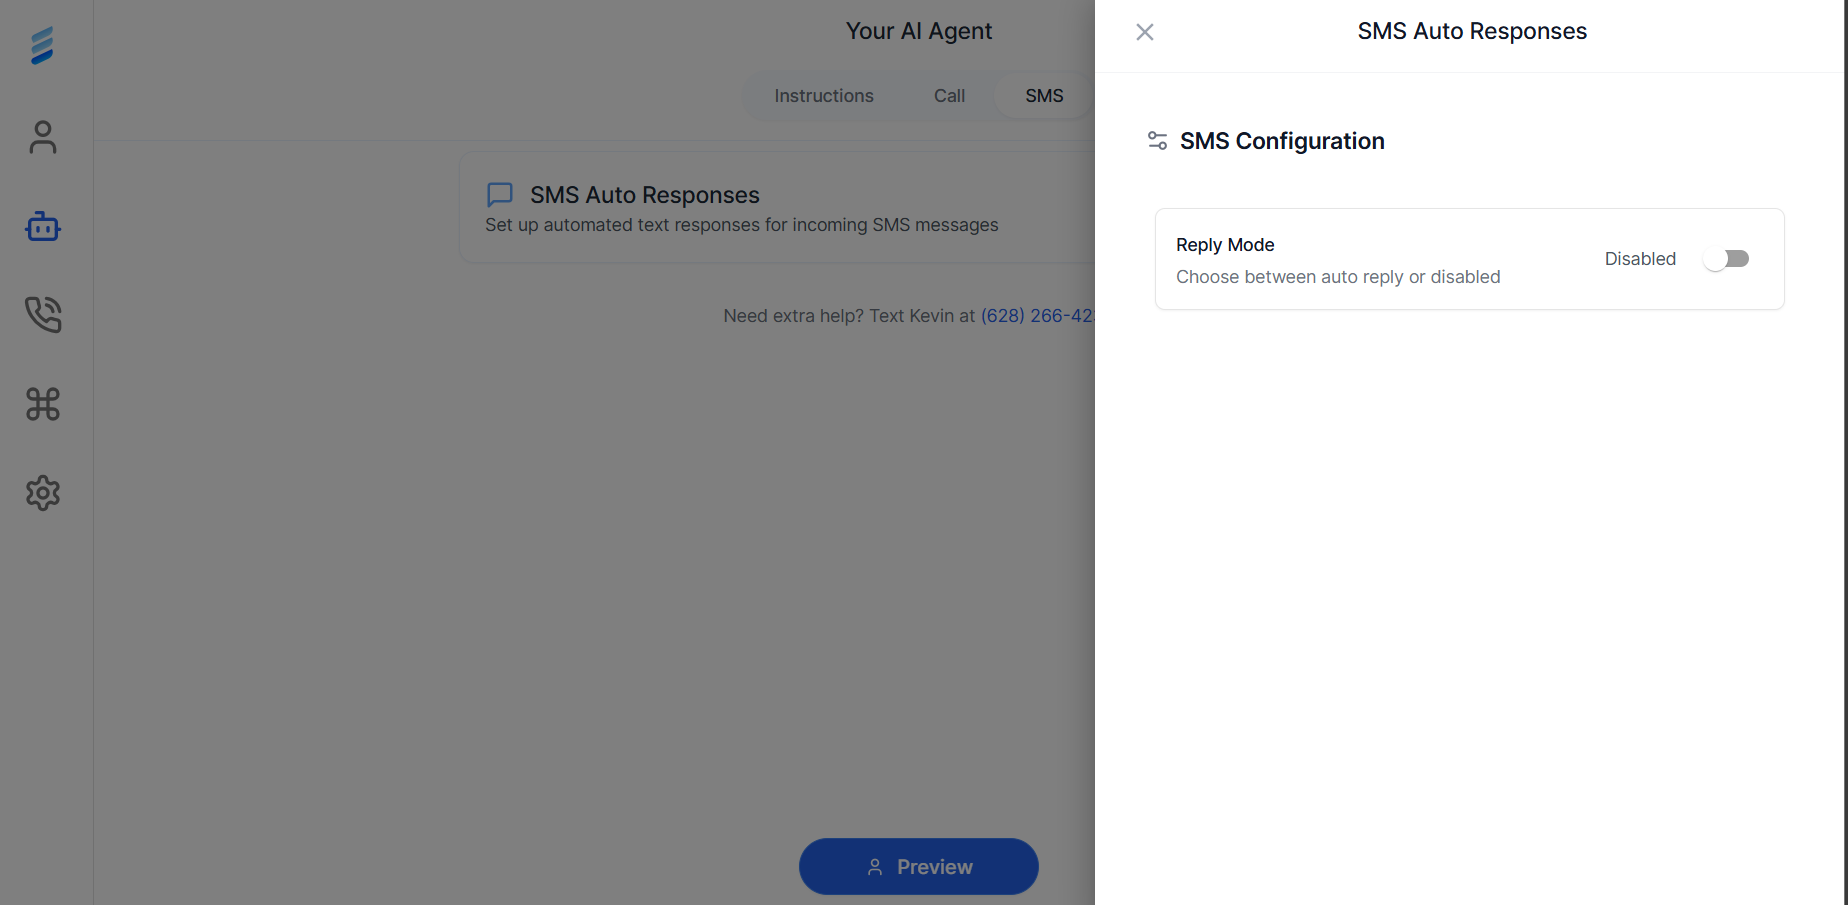 Your AI Agent
Instructions
Call
SMS
SMS Auto Responses
Set up automated text responses for incoming SMS messages
Need extra help? Text Kevin at (628) 266-42
Preview
SMS Auto Responses
SMS Configuration
Reply Mode
Choose between auto reply or disabled
Disabled